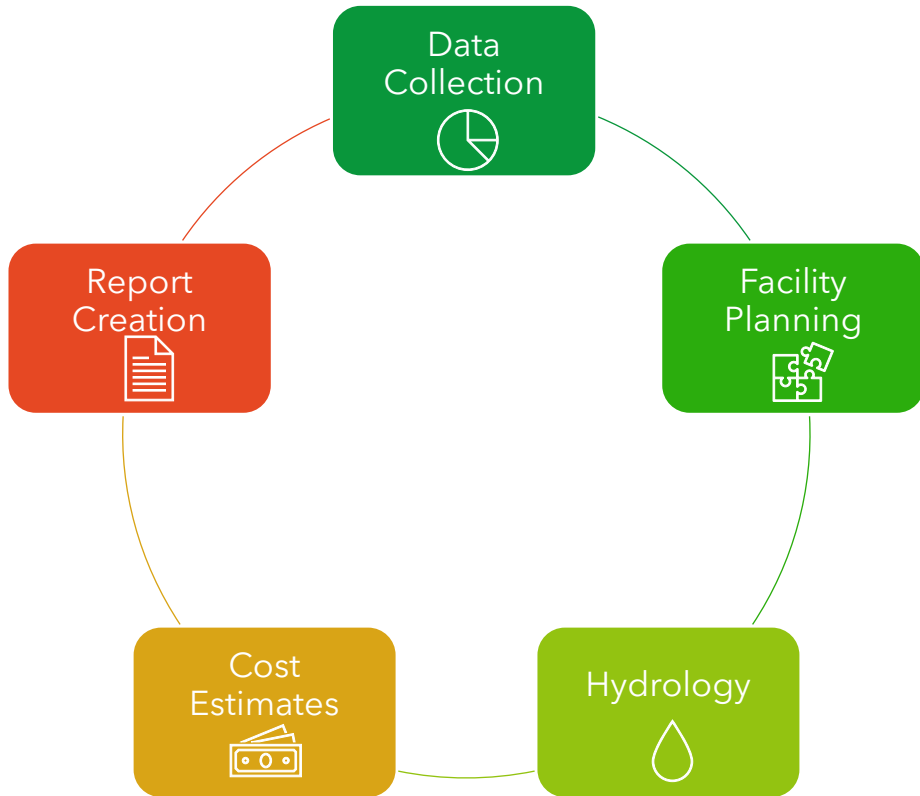 Data
Collection
Facility
Planning
Hydrology
Cost
Estimates
Report
Creation